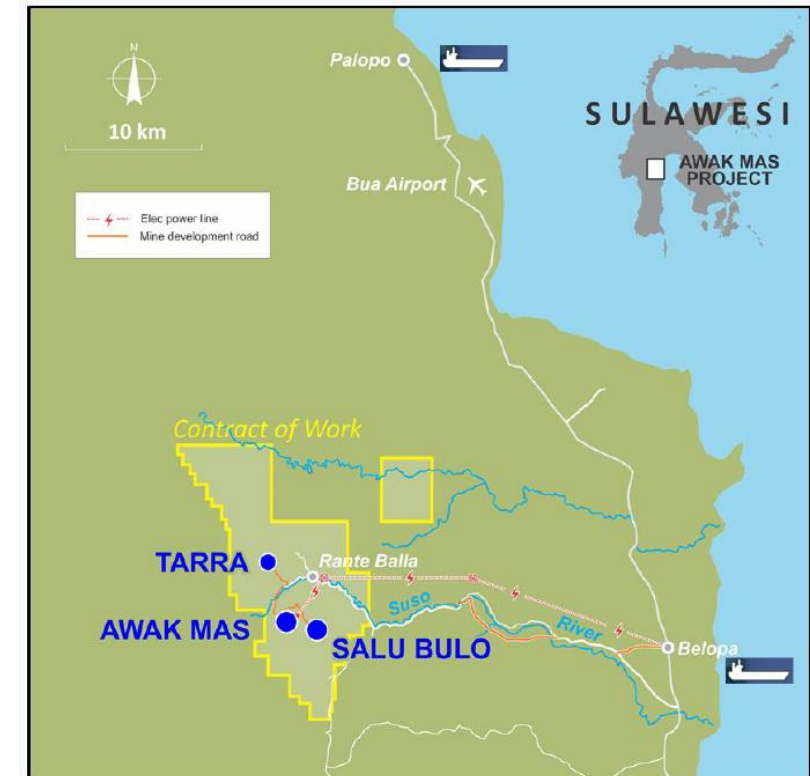 N
10 km
Elec power line
Mine development road
Palopo
Bua Airport
SULAWESI
AWAK MAS
PROJECT
Contract of Work
TARRA
Rante Balla
AWAK MAS
SALU BULO
Suso
River
Belopa